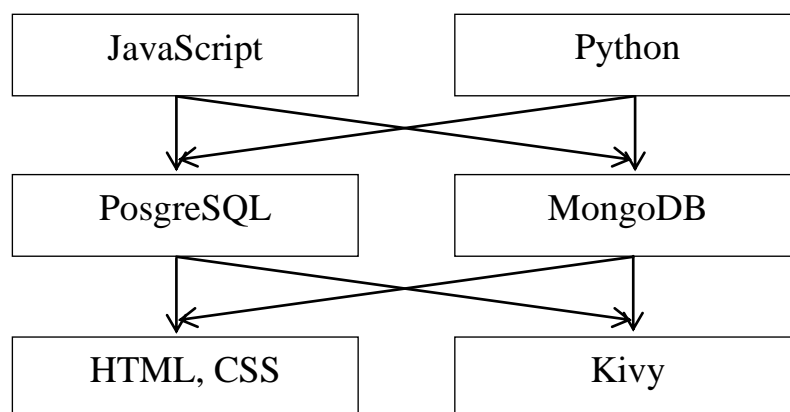 JavaScript
Python
PosgreSQL
MongoDB
HTML, CSS
Kivy